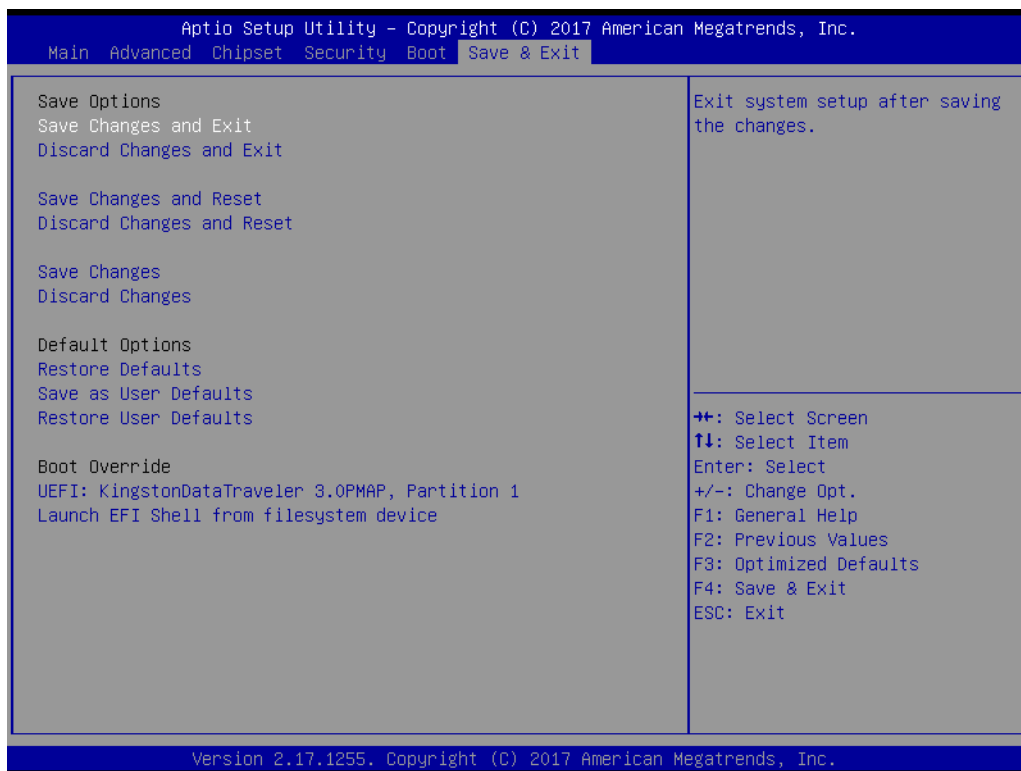 Aptio Setup Utility – Copyright (C) 2017 American Megatrends, Inc.
Main Advanced Chipset Security Boot Save & Exit
Save Options
Save Changes and Exit
Discard Changes and Exit
Save Changes and Reset
Discard Changes and Reset
Save Changes
Discard Changes
Default Options
Restore Defaults
Save as User Defaults
Restore User Defaults
Boot Override
UEFI: KingstonDataTraveler 3.0PMAP, Partition 1
Launch EFI Shell from filesystem device
Exit system setup after saving
the changes.
→←: Select Screen
↑↓: Select Item
Enter: Select
+/-: Change Opt.
F1: General Help
F2: Previous Values
F3: Optimized Defaults
F4: Save & Exit
ESC: Exit
Version 2.17.1255. Copyright (C) 2017 American Megatrends, Inc.